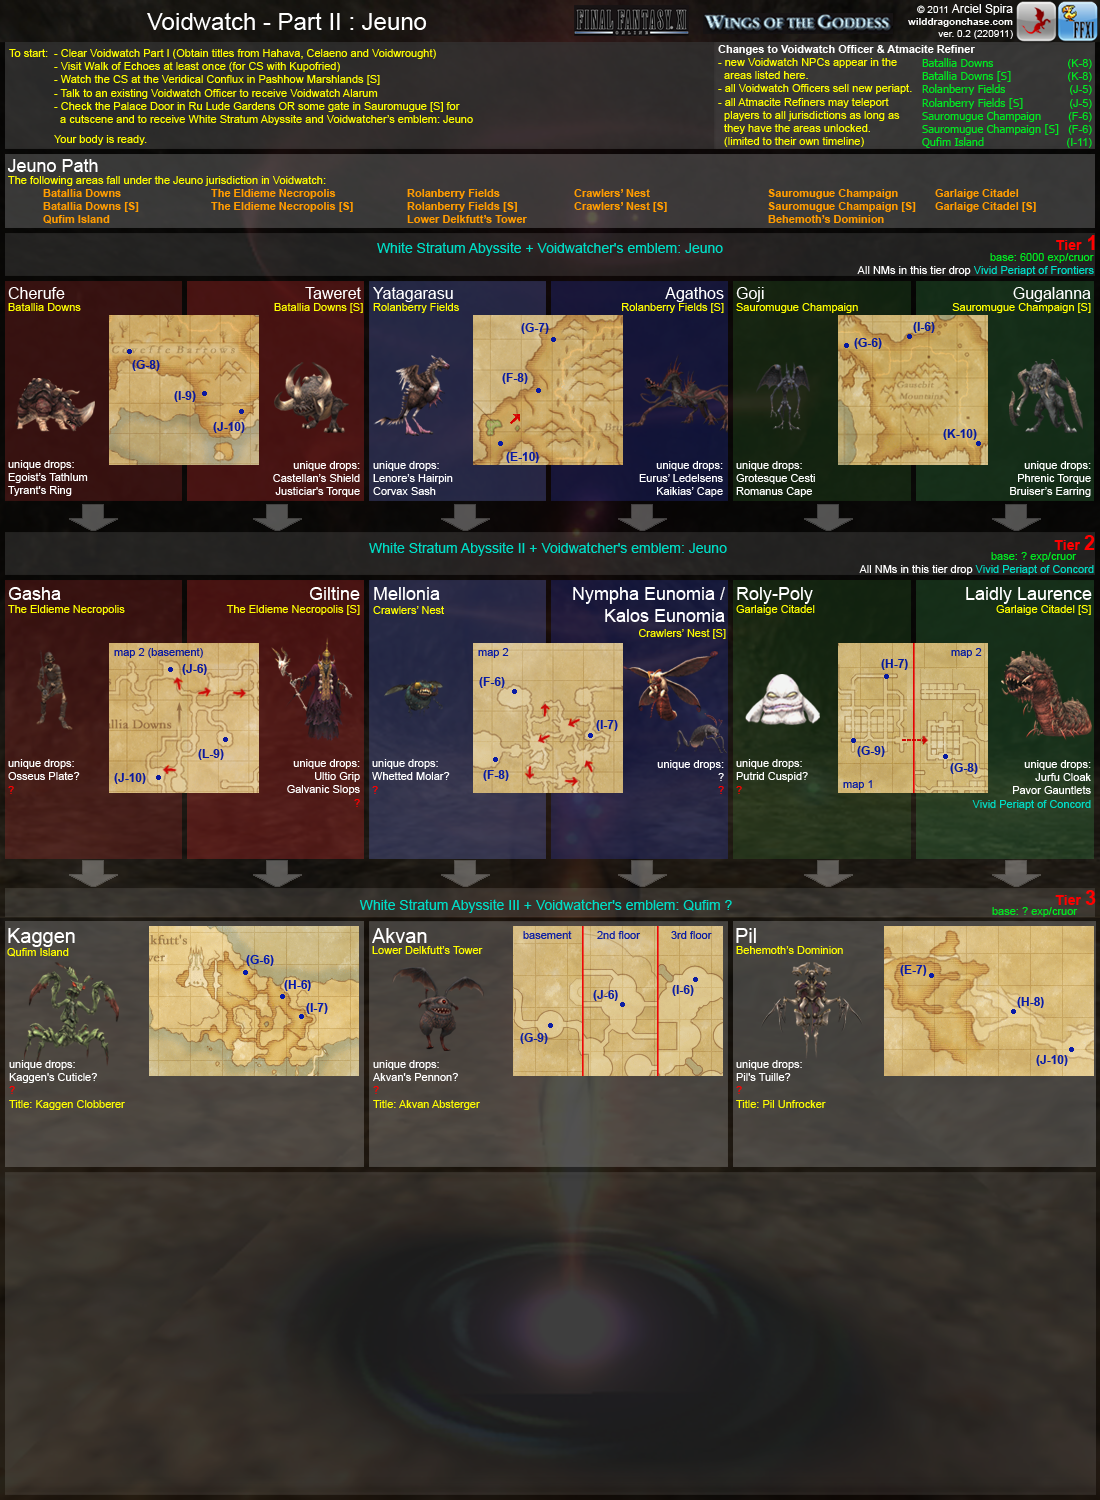 Voidwatch - Part II : Jeuno
FINAL FANTASY XI
ONLINE
WINGS OF THE GODDESS
© 2011 Arciel Spira
wilddragonchase.com
ver. 0.2 (220911)
FFXI
To start: - Clear Voidwatch Part I (Obtain titles from Hahava, Celaeno and Voidwrought)
- Visit Walk of Echoes at least once (for CS with Kupofried)
- Watch the CS at the Veridical Conflux in Pashhow Marshlands [S]
- Talk to an existing Voidwatch Officer to receive Voidwatch Alarum
- Check the Palace Door in Ru Lude Gardens OR some gate in Sauromugue [S] for
a cutscene and to receive White Stratum Abyssite and Voidwatcher's emblem: Jeuno
Your body is ready.
Changes to Voidwatch Officer & Atmacite Refiner
- new Voidwatch NPCs appear in the
areas listed here.
- all Voidwatch Officers sell new periapt.
- all Atmacite Refiners may teleport
players to all jurisdictions as long as
they have the areas unlocked.
(limited to their own timeline)
Batallia Downs (K-8)
Batallia Downs [S] (K-8)
Rolanberry Fields (J-5)
Rolanberry Fields [S] (J-5)
Sauromugue Champaign (F-6)
Sauromugue Champaign [S] (F-6)
Qufim Island (I-11)
Jeuno Path
The following areas fall under the Jeuno jurisdiction in Voidwatch:
Batallia Downs The Eldieme Necropolis Rolanberry Fields Crawlers' Nest Sauromugue Champaign Garlaige Citadel
Batallia Downs [S] The Eldieme Necropolis [S] Rolanberry Fields [S] Crawlers' Nest [S] Sauromugue Champaign [S] Garlaige Citadel [S]
Qufim Island Lower Delkfutt's Tower Behemoth's Dominion
White Stratum Abyssite + Voidwatcher's emblem: Jeuno
Tier 1
base: 6000 exp/cruor
All NMs in this tier drop Vivid Periapt of Frontiers
Cherufe
Batallia Downs
unique drops:
Egoist's Tathlum
Tyrant's Ring
(G-8)
(I-9)
(J-10)
Taweret
Batallia Downs [S]
unique drops:
Castellan's Shield
Justiciar's Torque
Yatagarasu
Rolanberry Fields
unique drops:
Lenore's Hairpin
Corvax Sash
(G-7)
(F-8)
(E-10)
Agathos
Rolanberry Fields [S]
unique drops:
Eurus' Ledelsens
Kaikias' Cape
Goji
Sauromugue Champaign
unique drops:
Grotesque Cesti
Romanus Cape
(I-6)
(G-6)
Gauschit
Mountains
(K-10)
Gugalanna
Sauromugue Champaign [S]
unique drops:
Phrenic Torque
Bruiser's Earring
White Stratum Abyssite II + Voidwatcher's emblem: Jeuno
Tier 2
base: ? exp/cruor
All NMs in this tier drop Vivid Periapt of Concord
Gasha
The Eldieme Necropolis
unique drops:
Osseus Plate?
?
map 2 (basement)
(J-6)
llia Downs
(L-9)
(J-10)
Giltine
The Eldieme Necropolis [S]
unique drops:
Ultio Grip
Galvanic Slops
?
Mellonia
Crawlers' Nest
unique drops:
Whetted Molar?
?
map 2
(F-6)
(I-7)
(F-8)
Nympha Eunomia /
Kalos Eunomia
Crawlers' Nest [S]
unique drops:
?
?
Roly-Poly
Garlaige Citadel
unique drops:
Putrid Cuspid?
?
(H-7)
map 2
(G-9)
(G-8)
map 1
Laidly Laurence
Garlaige Citadel [S]
unique drops:
Jurfu Cloak
Pavor Gauntlets
Vivid Periapt of Concord
White Stratum Abyssite III + Voidwatcher's emblem: Qufim ?
Tier 3
base: ? exp/cruor
Kaggen
Qufim Island
unique drops:
Kaggen's Cuticle?
?
Title: Kaggen Clobberer
lkfutt's
wer
(G-6)
(H-6)
(I-7)
Akvan
Lower Delkfutt's Tower
unique drops:
Akvan's Pennon?
?
Title: Akvan Absterger
basement 2nd floor 3rd floor
(J-6)
(I-6)
(G-9)
Pil
Behemoth's Dominion
unique drops:
Pil's Tuille?
?
Title: Pil Unfrocker
(E-7)
(H-8)
(J-10)